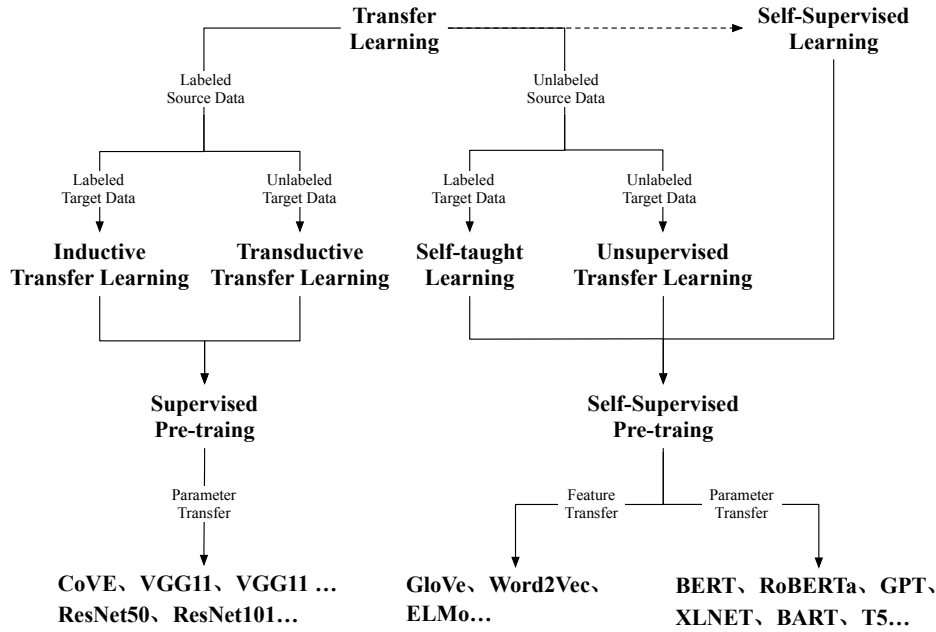 Transfer
Learning
Self-Supervised
Learning
Labeled
Source Data
Unlabeled
Source Data
Labeled
Target Data
Unlabeled
Target Data
Labeled
Target Data
Unlabeled
Target Data
Inductive
Transfer Learning
Transductive
Transfer Learning
Self-taught
Learning
Unsupervised
Transfer Learning
Supervised
Pre-traing
Self-Supervised
Pre-traing
Parameter
Transfer
Feature
Transfer
Parameter
Transfer
CoVE、VGG11、VGG11 …
ResNet50、ResNet101…
GloVe、Word2Vec、
ELMo…
BERT、RoBERTa、GPT、
XLNET、BART、T5…